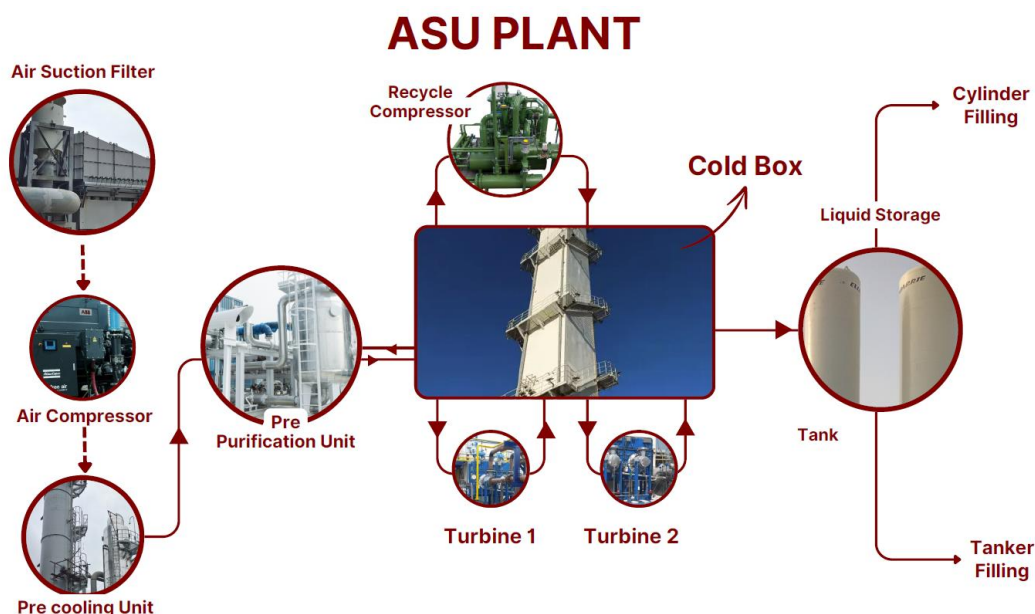 ASU PLANT
Air Suction Filter
Recycle
Compressor
Cylinder
Filling
Cold Box
Liquid Storage
ABB
Air Compressor
Pre
Purification Unit
Tank
Turbine 1
Turbine 2
Tanker
Filling
Pre cooling Unit